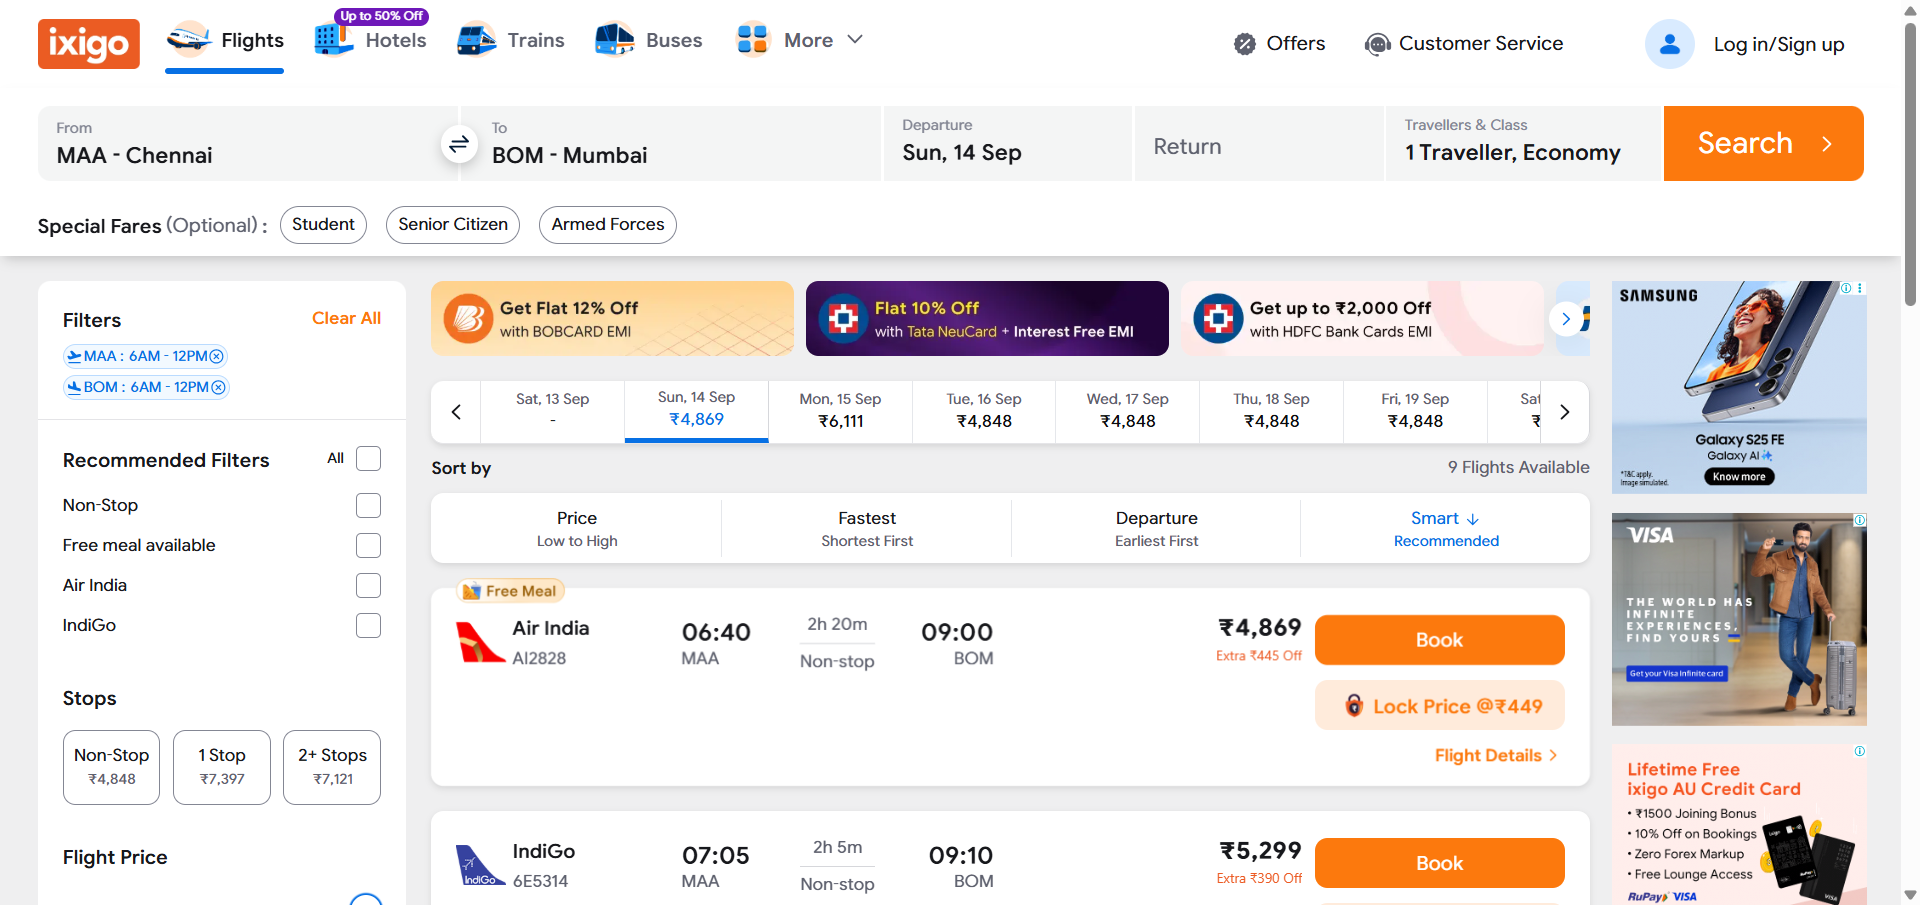 ixigo
Flights
Up to 50% Off
Hotels
Trains
Buses
More
Offers
Customer Service
Log in/Sign up
From
MAA - Chennai
To
BOM - Mumbai
Departure
Sun, 14 Sep
Return
Travellers & Class
1 Traveller, Economy
Search
Special Fares (Optional) :
Student
Senior Citizen
Armed Forces
Filters
Clear All
MAA : 6AM - 12PM
BOM : 6AM - 12PM
Recommended Filters
All
Non-Stop
Free meal available
Air India
IndiGo
Stops
Non-Stop
₹4,848
1 Stop
₹7,397
2+ Stops
₹7,121
Flight Price
Get Flat 12% Off
with BOBCARD EMI
Flat 10% Off
with Tata NeuCard + Interest Free EMI
Get up to ₹2,000 Off
with HDFC Bank Cards EMI
Sat, 13 Sep
-
Sun, 14 Sep
₹4,869
Mon, 15 Sep
₹6,111
Tue, 16 Sep
₹4,848
Wed, 17 Sep
₹4,848
Thu, 18 Sep
₹4,848
Fri, 19 Sep
₹4,848
Sat
₹
Sort by
9 Flights Available
Price
Low to High
Fastest
Shortest First
Departure
Earliest First
Smart
Recommended
Free Meal
Air India
AI2828
06:40
MAA
2h 20m
Non-stop
09:00
BOM
₹4,869
Extra ₹445 Off
Book
Lock Price @₹449
Flight Details
IndiGo
IndiGo
6E5314
07:05
MAA
2h 5m
Non-stop
09:10
BOM
₹5,299
Extra ₹390 Off
Book
SAMSUNG
Galaxy S25 FE
Galaxy AI
*T&C apply.
Image simulated.
Know more
VISA
THE WORLD HAS
INFINITE
EXPERIENCES,
FIND YOURS
Get your Visa Infinite card
Lifetime Free
ixigo AU Credit Card
• ₹1500 Joining Bonus
• 10% Off on Bookings
• Zero Forex Markup
• Free Lounge Access
RuPay VISA